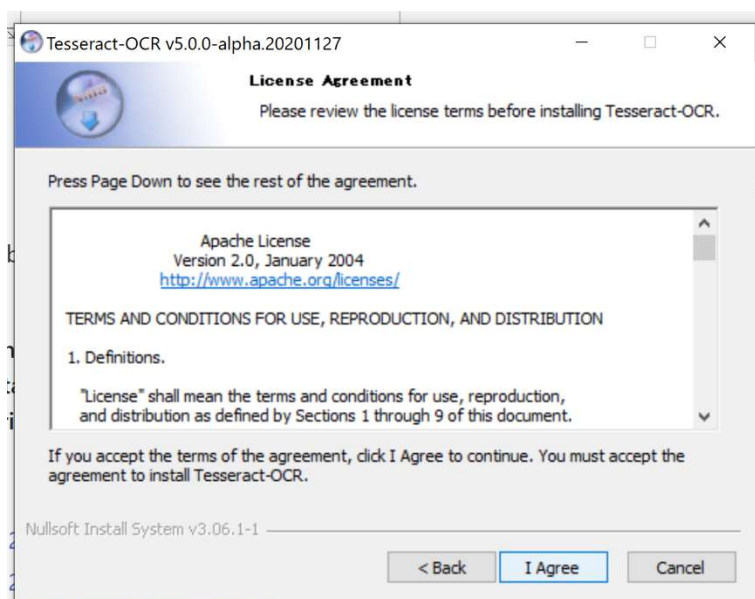 Tesseract-OCR v5.0.0-alpha.20201127
License Agreement
Please review the license terms before installing Tesseract-OCR.
Press Page Down to see the rest of the agreement.
Apache License
Version 2.0, January 2004
http://www.apache.org/licenses/
TERMS AND CONDITIONS FOR USE, REPRODUCTION, AND DISTRIBUTION
1. Definitions.
"License" shall mean the terms and conditions for use, reproduction,
and distribution as defined by Sections 1 through 9 of this document.
If you accept the terms of the agreement, click I Agree to continue. You must accept the
agreement to install Tesseract-OCR.
Nullsoft Install System v3.06.1-1
< Back I Agree Cancel